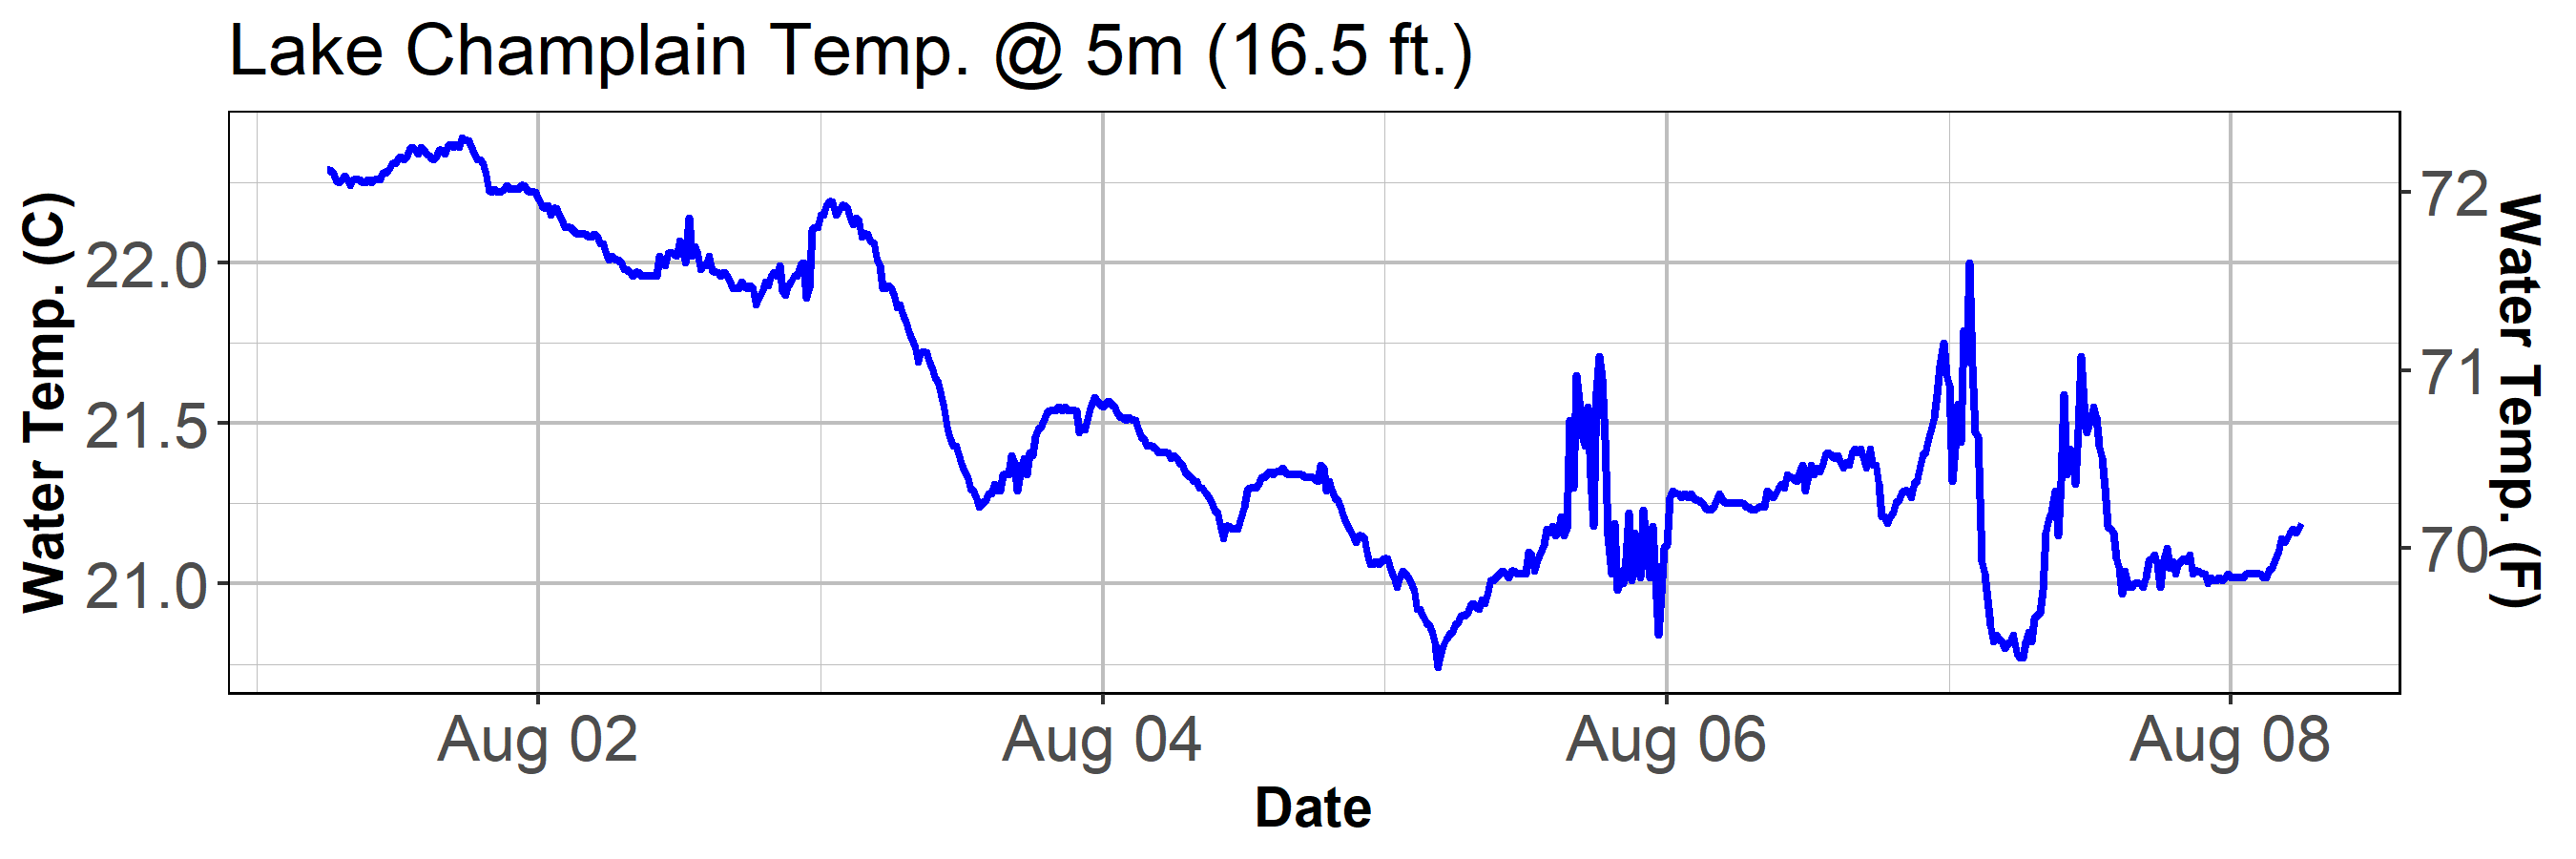 Lake Champlain Temp. @ 5m (16.5 ft.)
Water Temp. (C)
22.0
21.5
21.0
72
71
70
Water Temp. (F)
Aug 02
Aug 04
Aug 06
Aug 08
Date